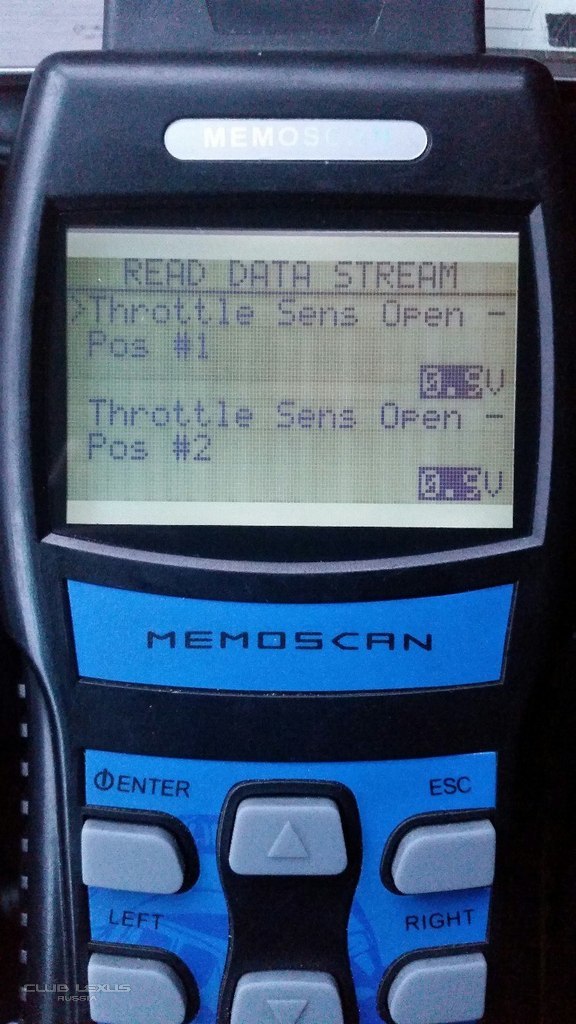 MEMOSCAN
READ DATA STREAM
>Throttle Sens Open -
Pos #1
V
Throttle Sens Open -
Pos #2
V
MEMOSCAN
ENTER
ESC
LEFT
RIGHT
CLUB LEXUS
RUSSIA